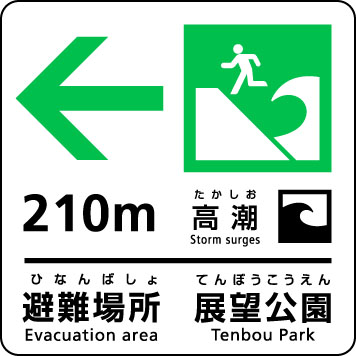 210m
たかしお
高潮
Storm surges
ひなんばしょ
避難場所
Evacuation area
てんぼうこうえん
展望公園
Tenbou Park